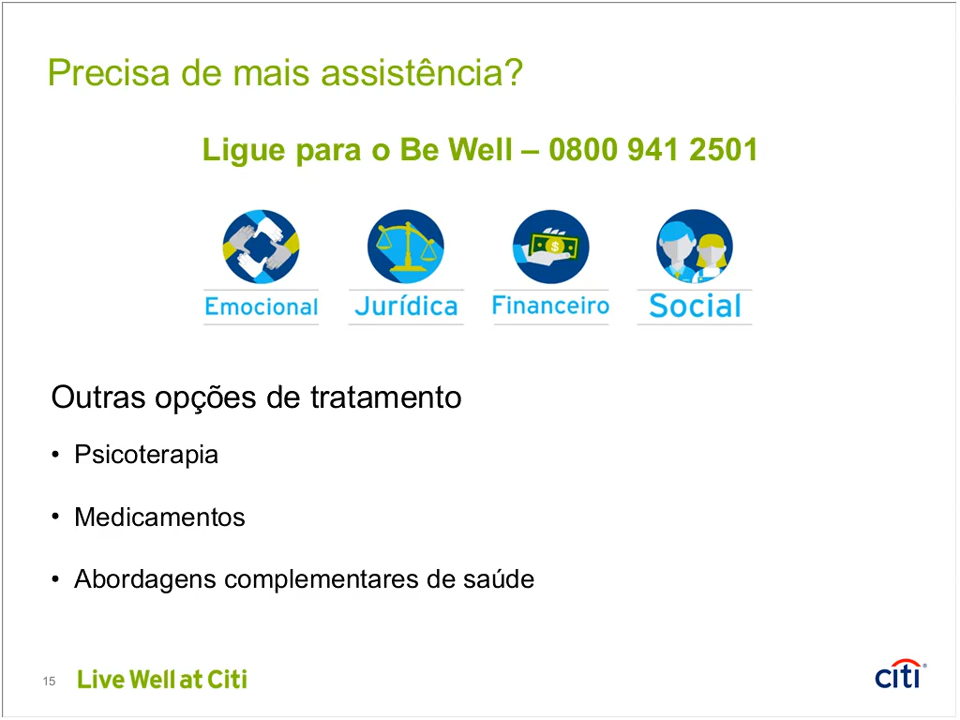 Precisa de mais assistência?
Ligue para o Be Well – 0800 941 2501
Emocional Jurídica Financeiro Social
Outras opções de tratamento
• Psicoterapia
• Medicamentos
• Abordagens complementares de saúde
15 Live Well at Citi citi®